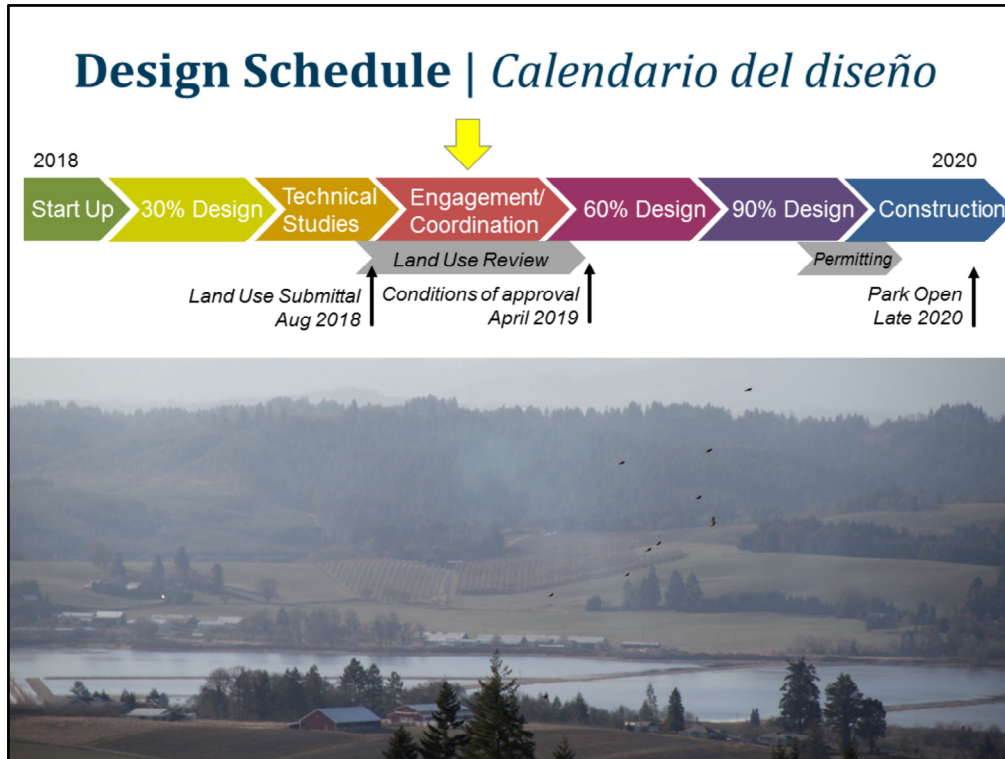 Design Schedule | Calendario del diseño
2018
2020
Start Up
30% Design
Technical
Studies
Engagement/
Coordination
60% Design
90% Design
Construction
Land Use Review
Permitting
Land Use Submittal
Aug 2018
Conditions of approval
April 2019
Park Open
Late 2020